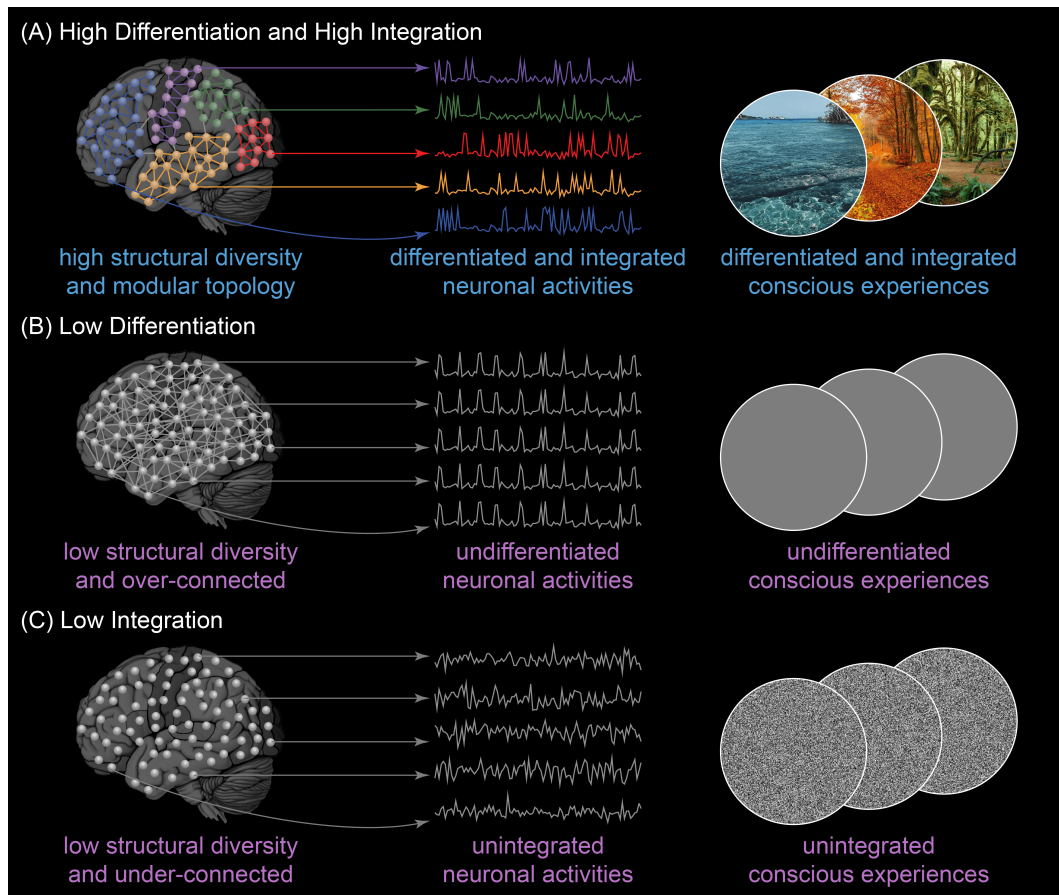 (A) High Differentiation and High Integration
high structural diversity
and modular topology
differentiated and integrated
neuronal activities
differentiated and integrated
conscious experiences
(B) Low Differentiation
low structural diversity
and over-connected
undifferentiated
neuronal activities
undifferentiated
conscious experiences
(C) Low Integration
low structural diversity
and under-connected
unintegrated
neuronal activities
unintegrated
conscious experiences